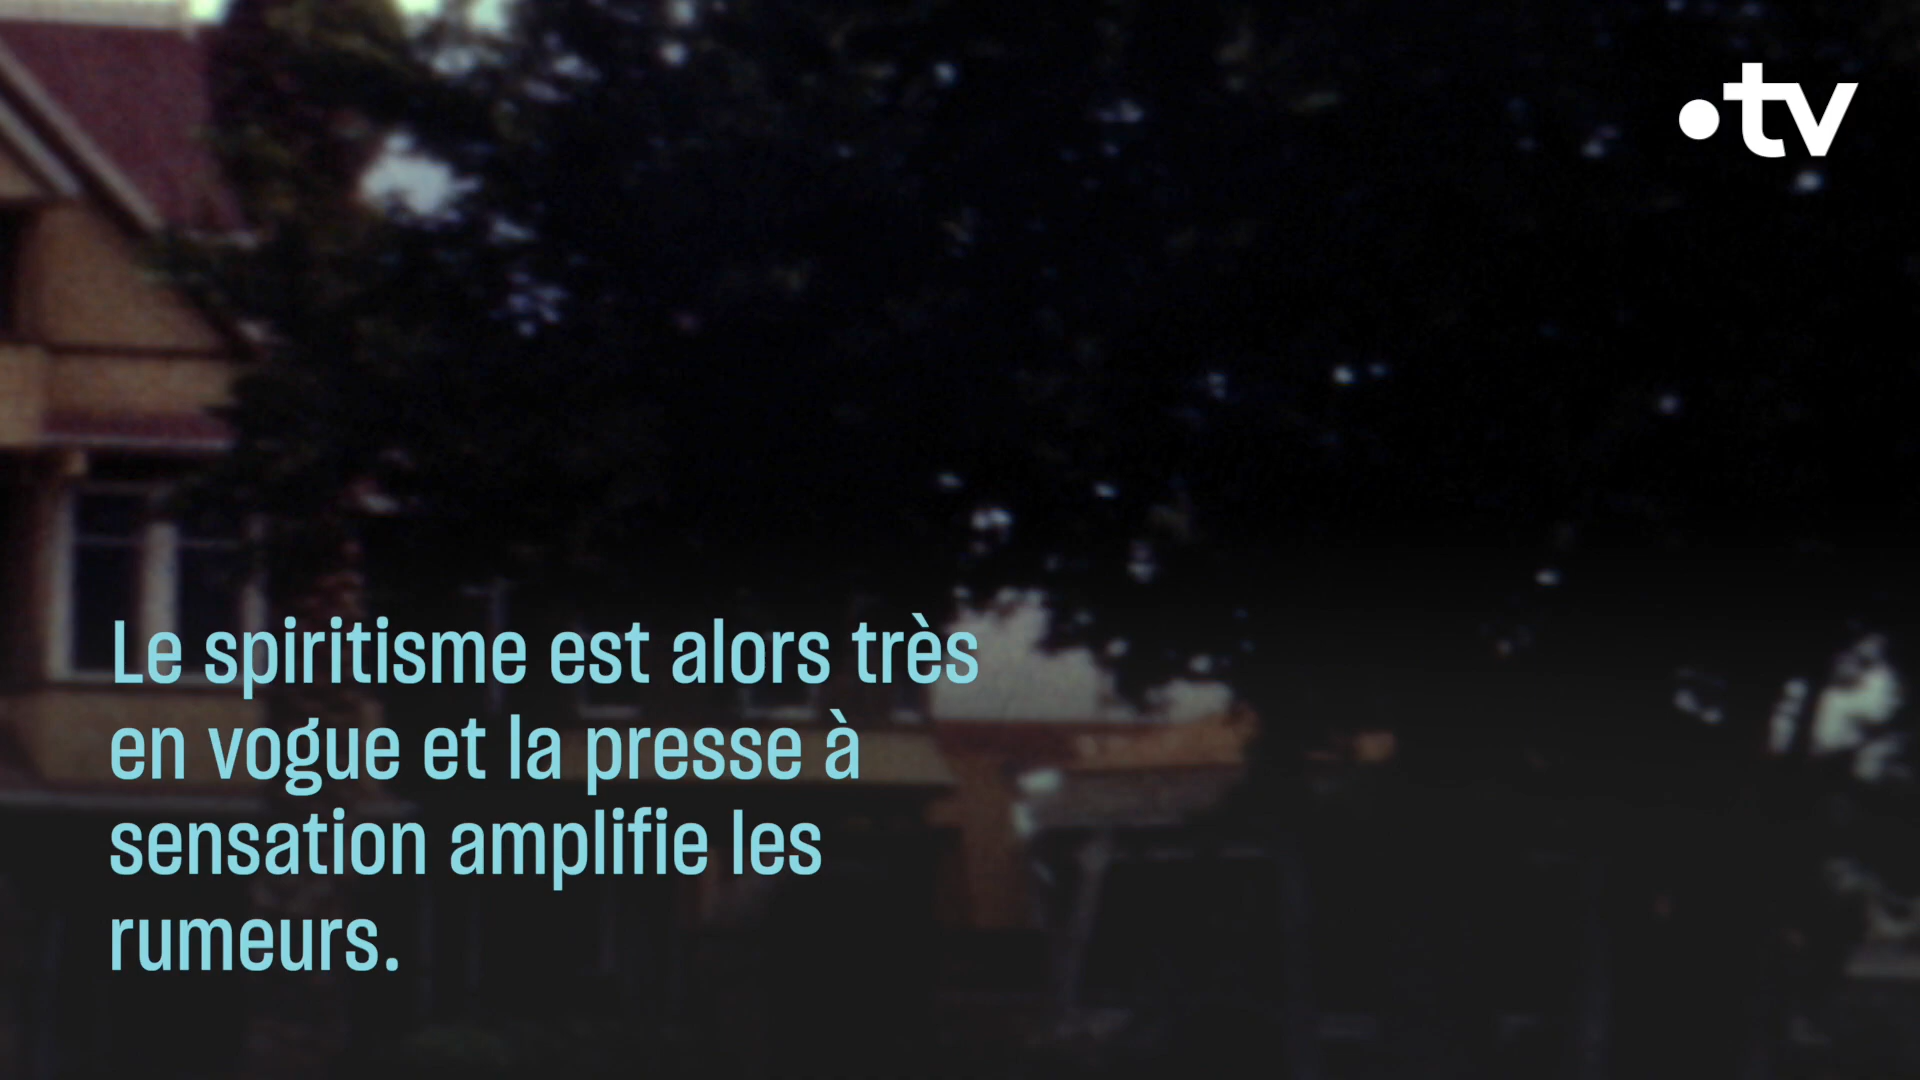 .tv
Le spiritisme est alors très
en vogue et la presse à
sensation amplifie les
rumeurs.